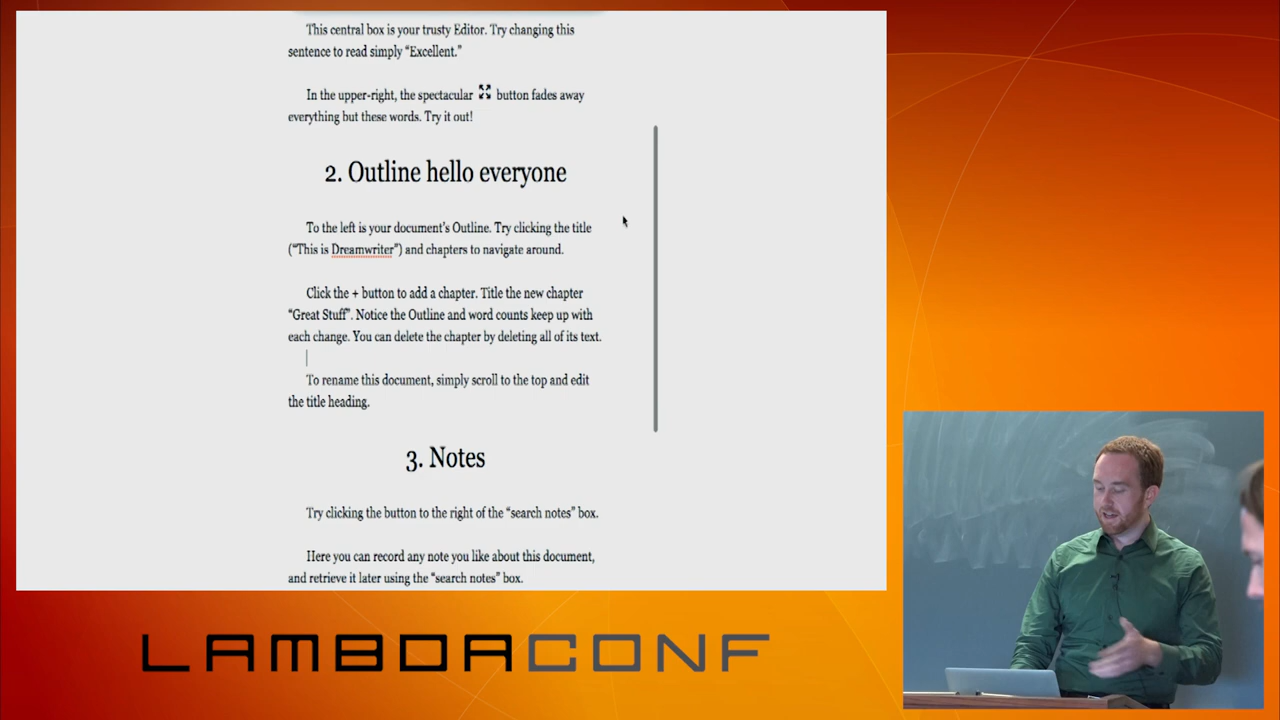 This central box is your trusty Editor. Try changing this
sentence to read simply “Excellent.”
In the upper-right, the spectacular button fades away
everything but these words. Try it out!
2. Outline hello everyone
To the left is your document’s Outline. Try clicking the title
(“This is Dreamwriter”) and chapters to navigate around.
Click the + button to add a chapter. Title the new chapter
“Great Stuff”. Notice the Outline and word counts keep up with
each change. You can delete the chapter by deleting all of its text.
To rename this document, simply scroll to the top and edit
the title heading.
3. Notes
Try clicking the button to the right of the “search notes” box.
Here you can record any note you like about this document,
and retrieve it later using the “search notes” box.
LAMBDACONF